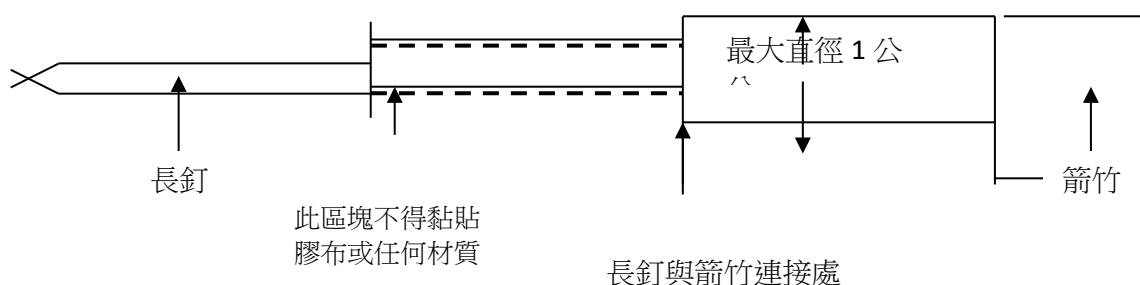 最大直徑 1 公
長釘
箭竹
此區塊不得黏貼
膠布或任何材質
長釘與箭竹連接處